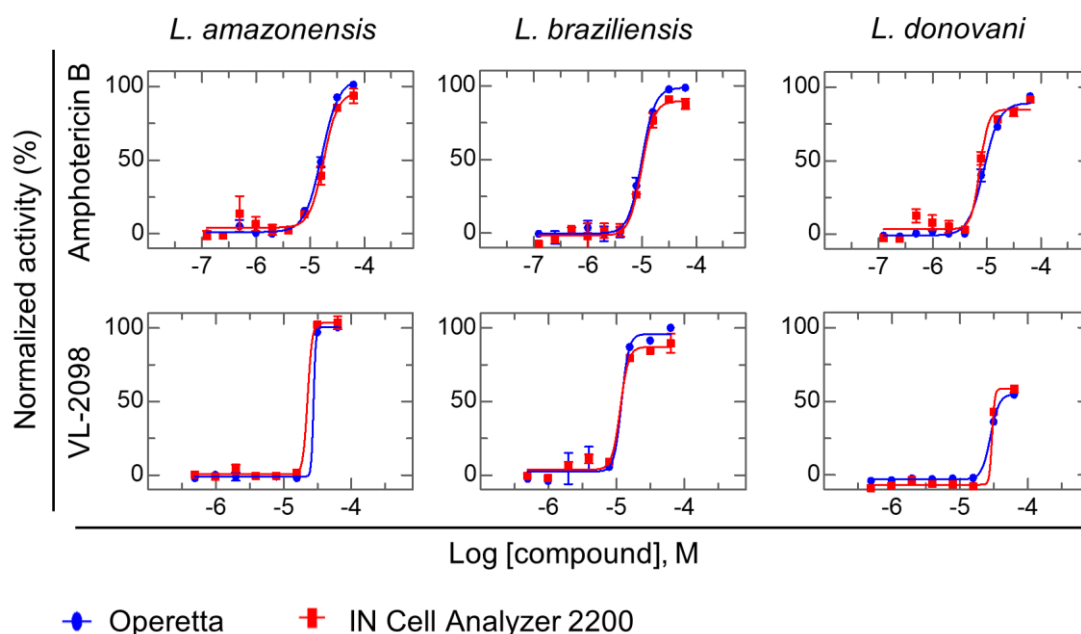 L. amazonensis L. braziliensis L. donovani
Normalized activity (%)
Amphotericin B
100 100 100
50 50 50
0 0 0
-7 -6 -5 -4 -7 -6 -5 -4 -7 -6 -5 -4
VL-2098
100 100 100
50 50 50
0 0 0
-6 -5 -4 -6 -5 -4 -6 -5 -4
Log [compound], M
Operetta IN Cell Analyzer 2200